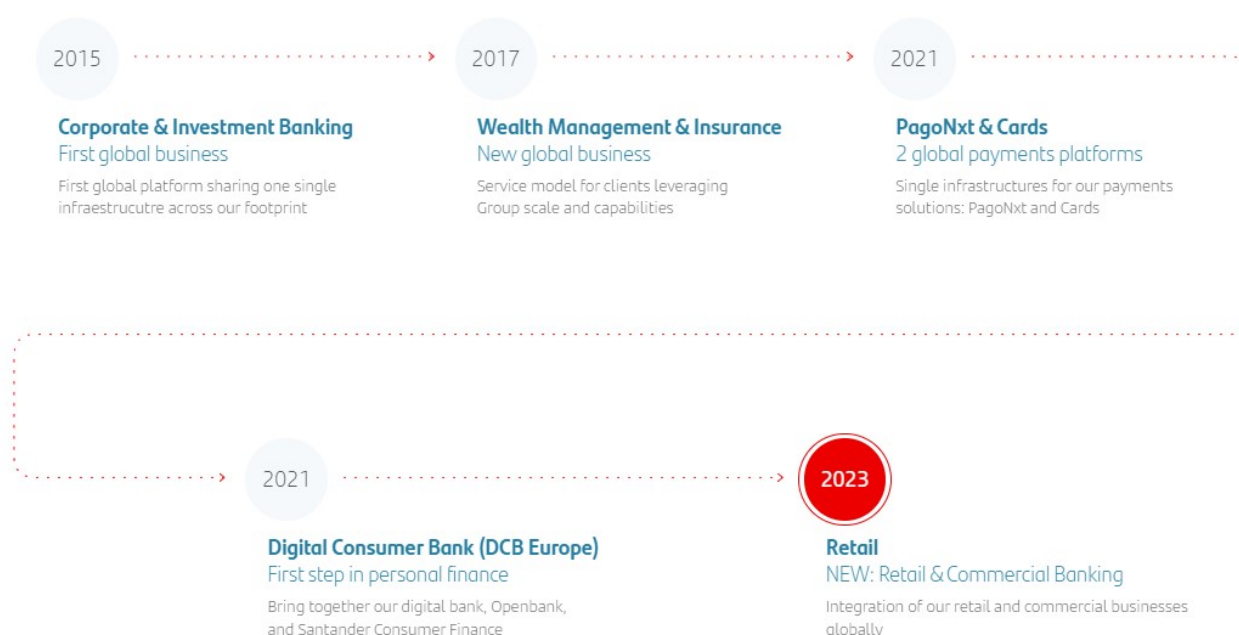 2015
2017
2021
Corporate & Investment Banking
First global business
First global platform sharing one single
infraestrucutre across our footprint
Wealth Management & Insurance
New global business
Service model for clients leveraging
Group scale and capabilities
PagoNxt & Cards
2 global payments platforms
Single infrastructures for our payments
solutions: PagoNxt and Cards
2021
2023
Digital Consumer Bank (DCB Europe)
First step in personal finance
Bring together our digital bank, Openbank,
and Santander Consumer Finance
Retail
NEW: Retail & Commercial Banking
Integration of our retail and commercial businesses
globally